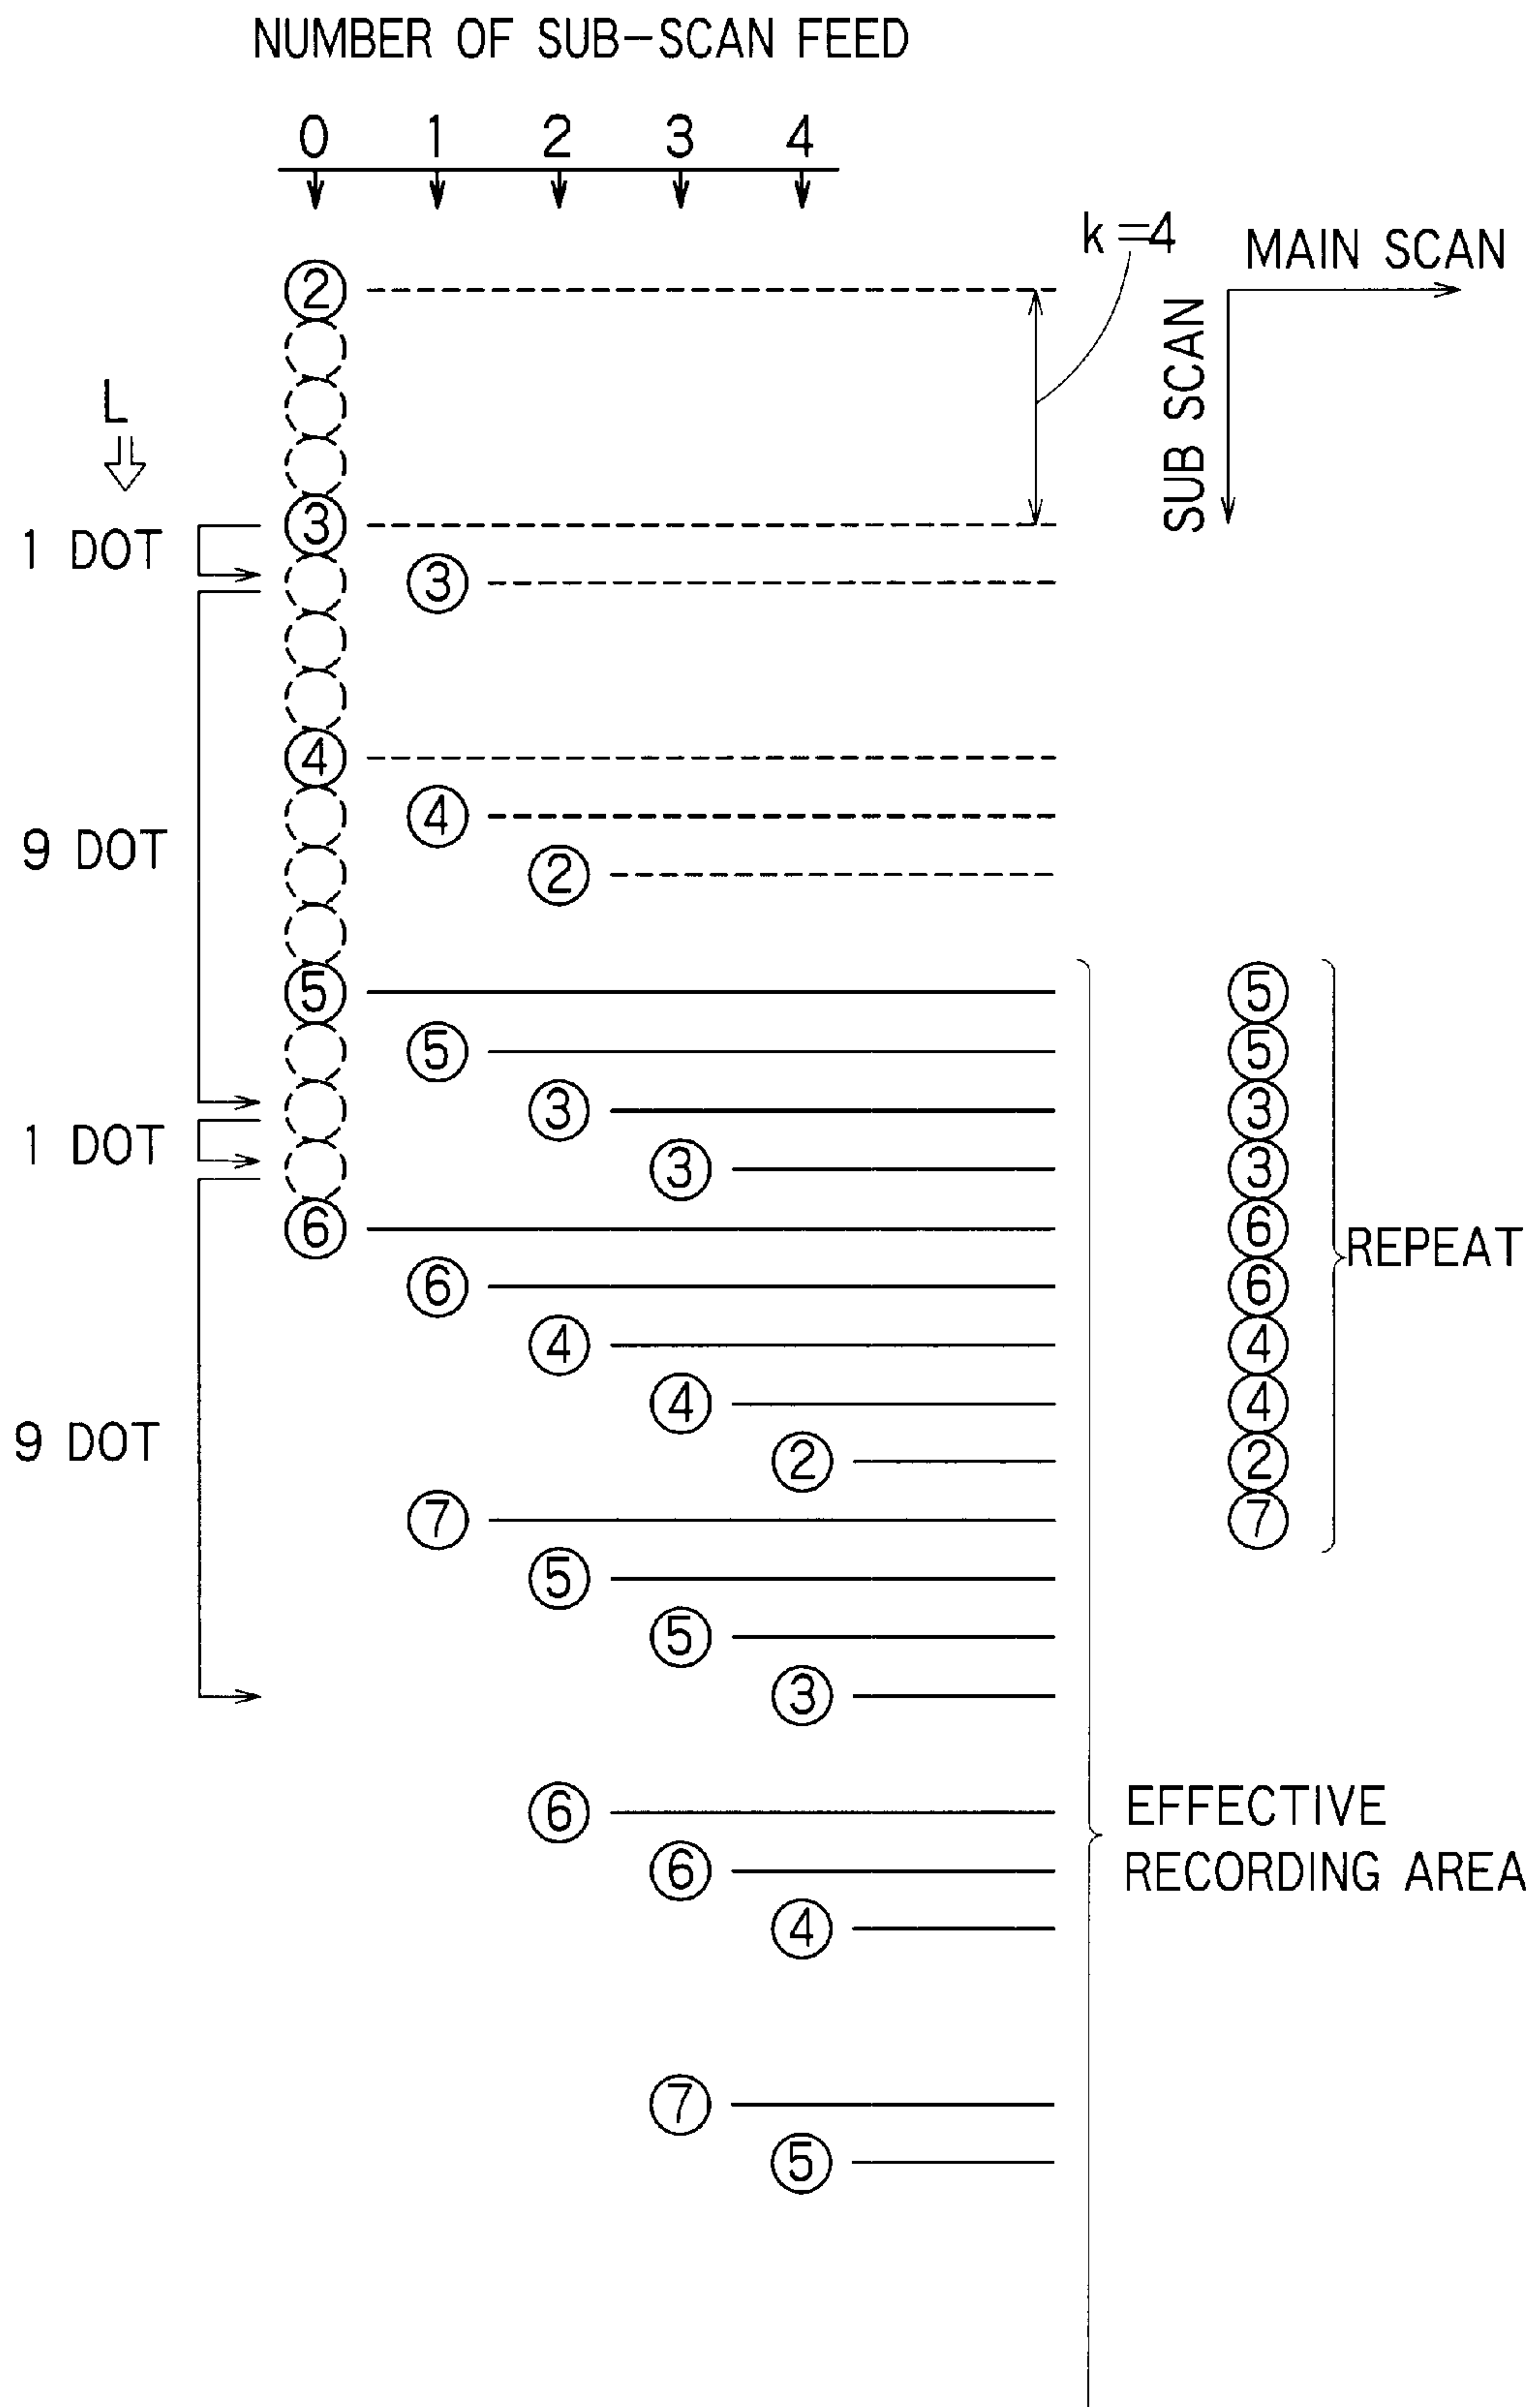 NUMBER OF SUB-SCAN FEED
0 1 2 3 4
k=4
MAIN SCAN
SUB SCAN
②
L
③
1 DOT
③
④
④
9 DOT
②
⑤ ⑤
⑤ ⑤
③ ③
1 DOT
③ ③
⑥ ⑥
REPEAT
⑥ ⑥
④ ④
④ ④
9 DOT
② ②
⑦ ⑦
⑤
⑤
③
⑥
EFFECTIVE
RECORDING AREA
⑥
④
⑦
⑤